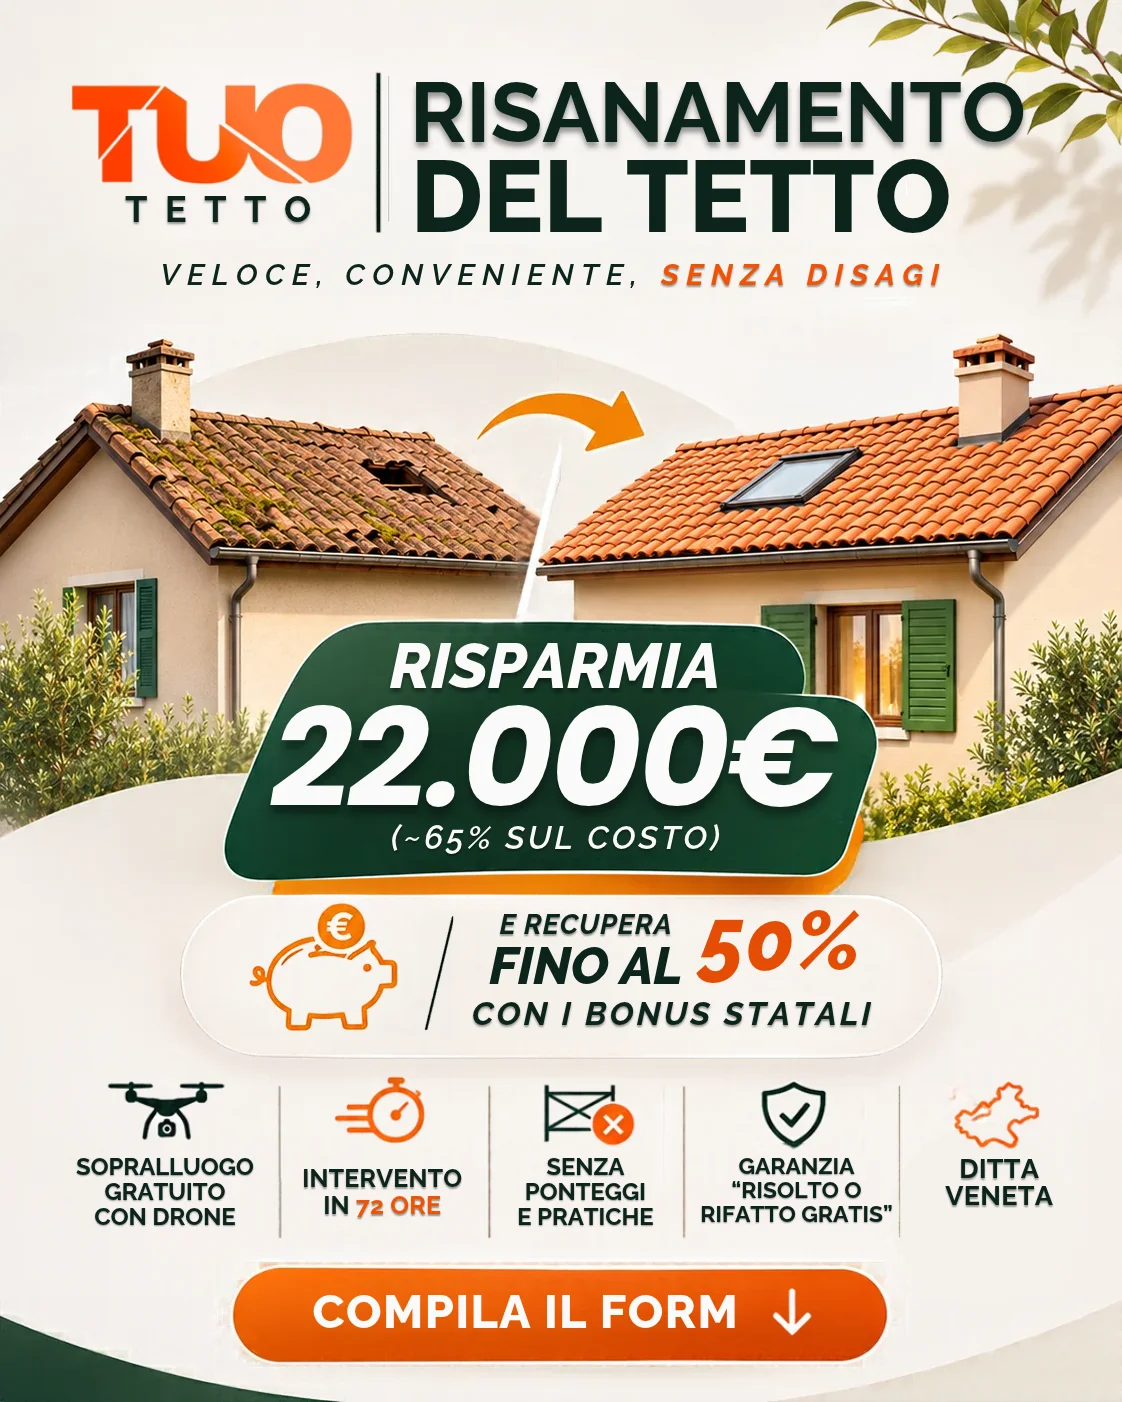 TUO
TETTO
RISANAMENTO
DEL TETTO
VELOCE, CONVENIENTE, SENZA DISAGI
RISPARMIA
22.000€
(~65% SUL COSTO)
€
E RECUPERA
FINO AL 50%
CON I BONUS STATALI
SOPRALLUOGO
GRATUITO
CON DRONE
INTERVENTO
IN 72 ORE
SENZA
PONTEGGI
E PRATICHE
GARANZIA
“RISOLTO O
RIFATTO GRATIS”
DITTA
VENETA
COMPILA IL FORM